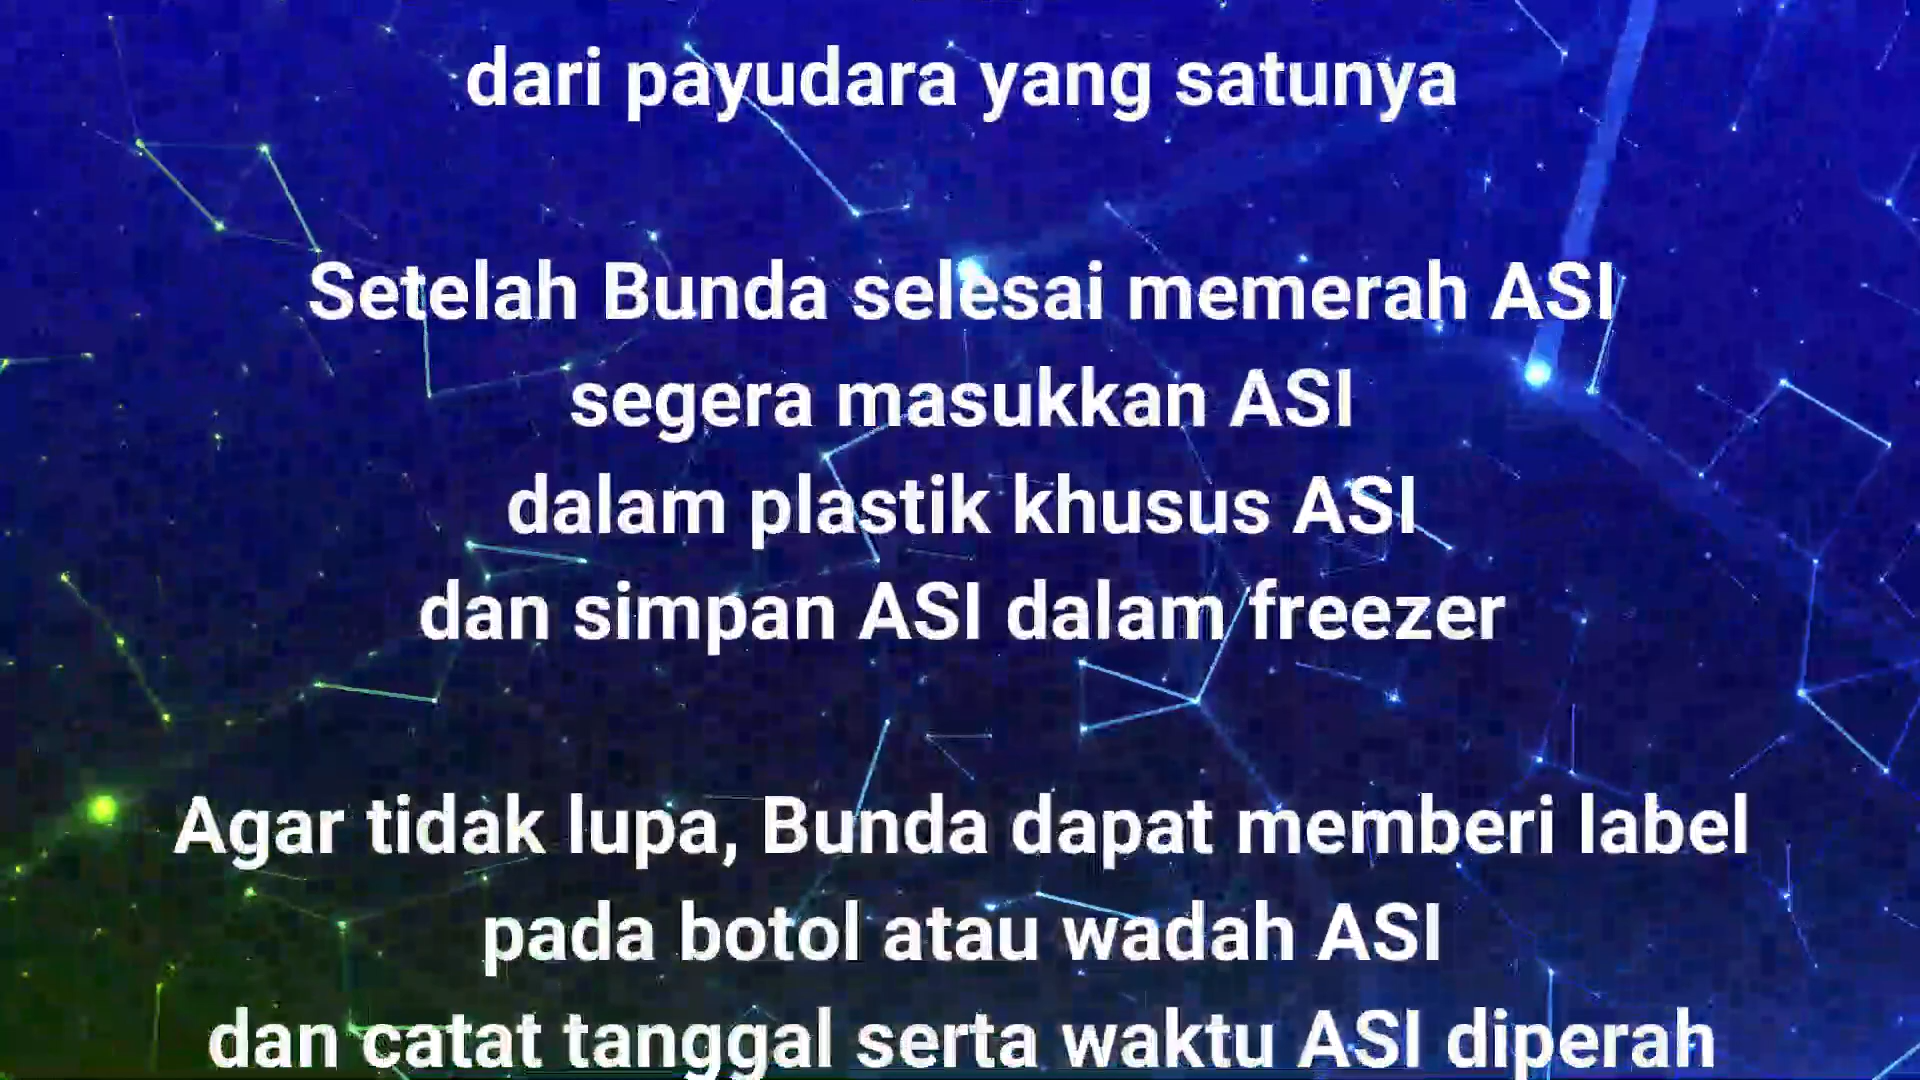 dari payudara yang satunya
Setelah Bunda selesai memerah ASI
segera masukkan ASI
dalam plastik khusus ASI
dan simpan ASI dalam freezer
Agar tidak lupa, Bunda dapat memberi label
pada botol atau wadah ASI
dan catat tanggal serta waktu ASI diperah